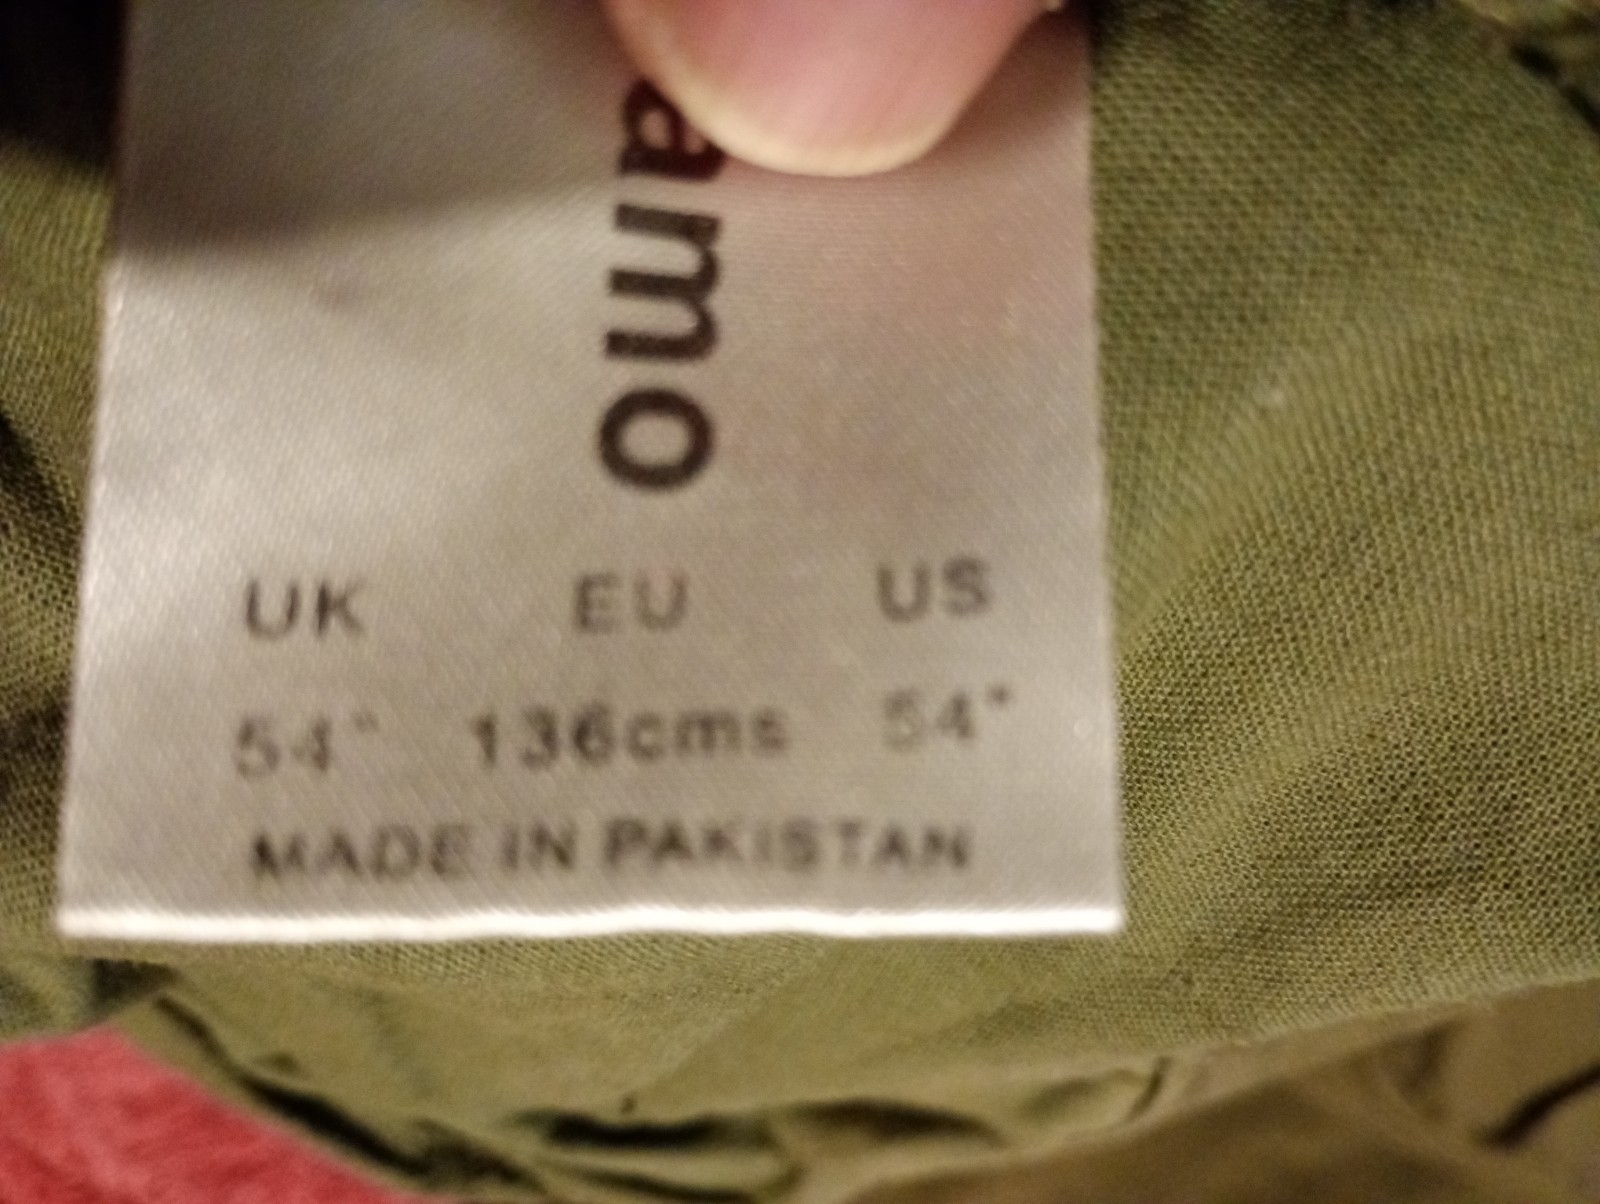 amo
UK EU US
54" 136cms 54"
MADE IN PAKISTAN